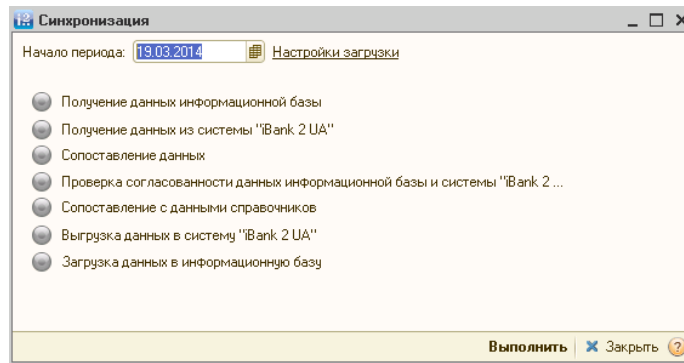 Синхронизация
Начало периода: 19.03.2014 Настройки загрузки
Получение данных информационной базы
Получение данных из системы "iBank 2 UA"
Сопоставление данных
Проверка согласованности данных информационной базы и системы "iBank 2 ...
Сопоставление с данными справочников
Выгрузка данных в систему "iBank 2 UA"
Загрузка данных в информационную базу
Выполнить Закрыть ?